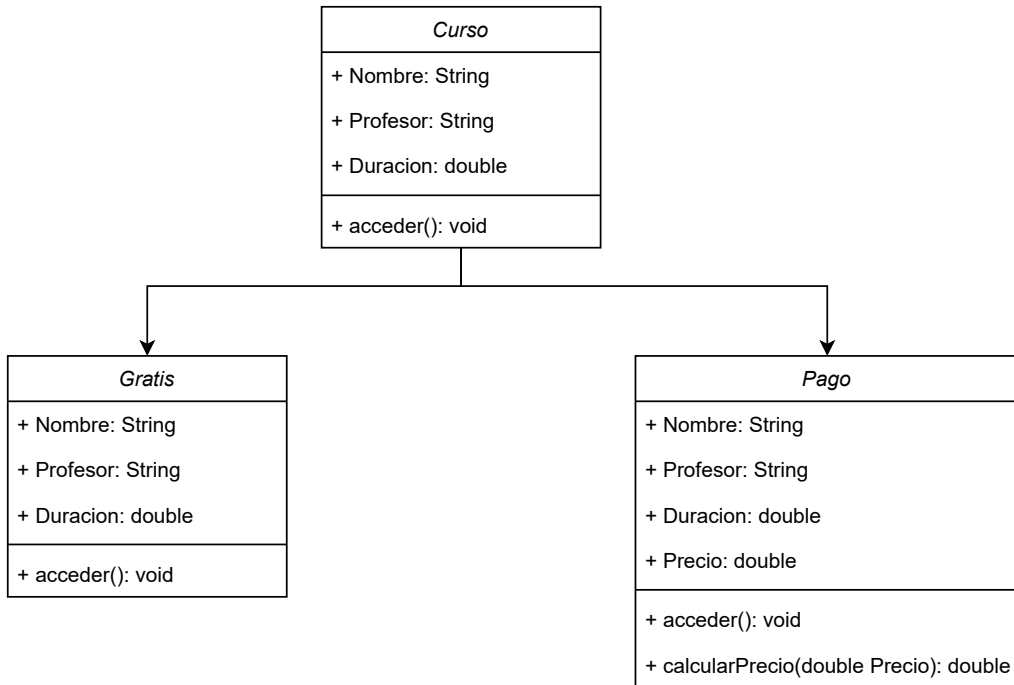 Curso
+ Nombre: String
+ Profesor: String
+ Duracion: double
+ acceder(): void
Gratis
+ Nombre: String
+ Profesor: String
+ Duracion: double
+ acceder(): void
Pago
+ Nombre: String
+ Profesor: String
+ Duracion: double
+ Precio: double
+ acceder(): void
+ calcularPrecio(double Precio): double